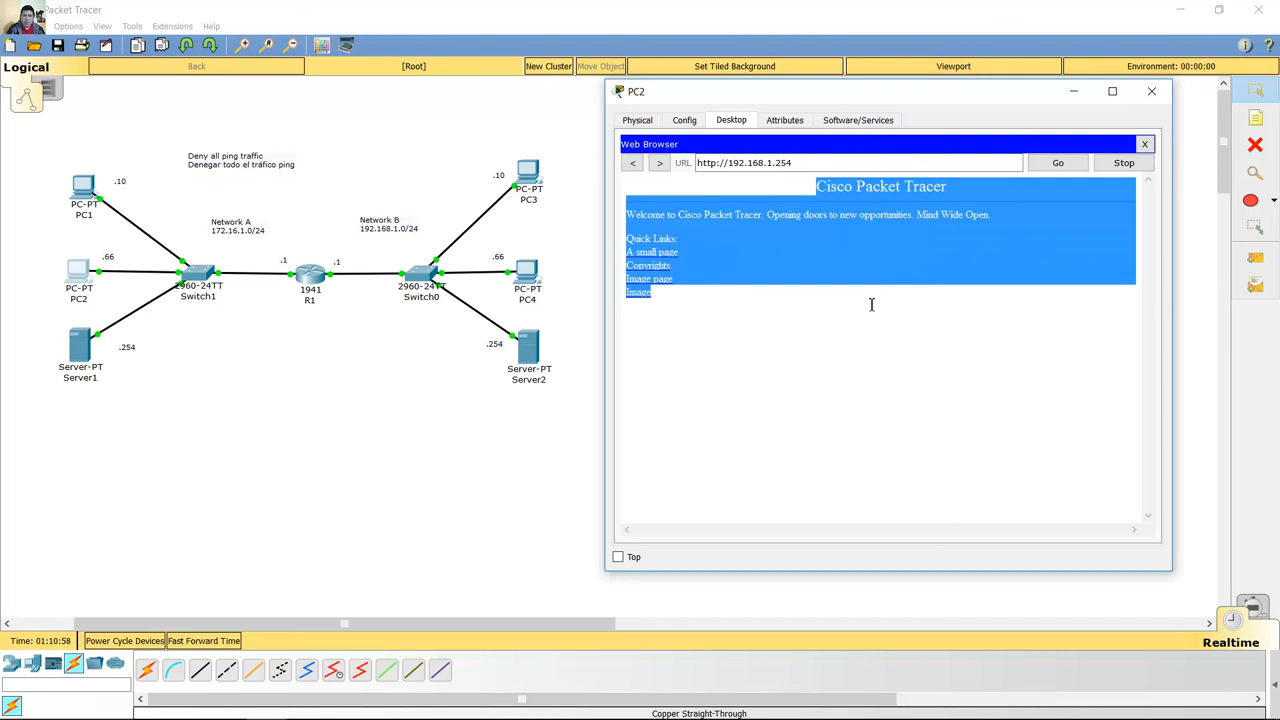 Packet Tracer
Options View Tools Extensions Help
Logical
Back
[Root]
New Cluster
Move Object
Set Tiled Background
Viewport
Environment: 00:00:00
Deny all ping traffic
Denegar todo el tráfico ping
.10
PC-PT
PC1
Network A
172.16.1.0/24
Network B
192.168.1.0/24
.10
PC-PT
PC3
.66
PC-PT
PC2
2960-24TT
Switch1
.1
1941
R1
.1
2960-24TT
Switch0
.66
PC-PT
PC4
.254
Server-PT
Server1
.254
Server-PT
Server2
PC2
Physical Config Desktop Attributes Software/Services
Web Browser
X
< > URL http://192.168.1.254 Go Stop
Cisco Packet Tracer
Welcome to Cisco Packet Tracer. Opening doors to new opportunities. Mind Wide Open.
Quick Links:
A small page
Copyrights
Image page
Image
Top
Time: 01:10:58
Power Cycle Devices
Fast Forward Time
Realtime
Copper Straight-Through